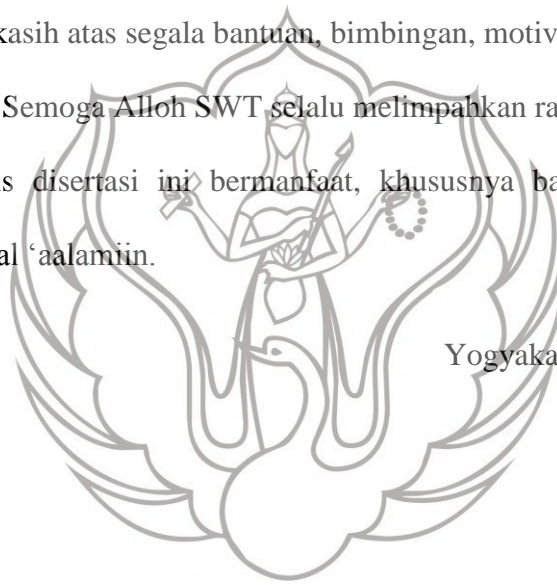 kasih atas segala bantuan, bimbingan, motiv
Semoga Alloh SWT selalu melimpahkan ra
s disertasi ini bermanfaat, khususnya ba
al ‘aalamiin.
Yogyaka